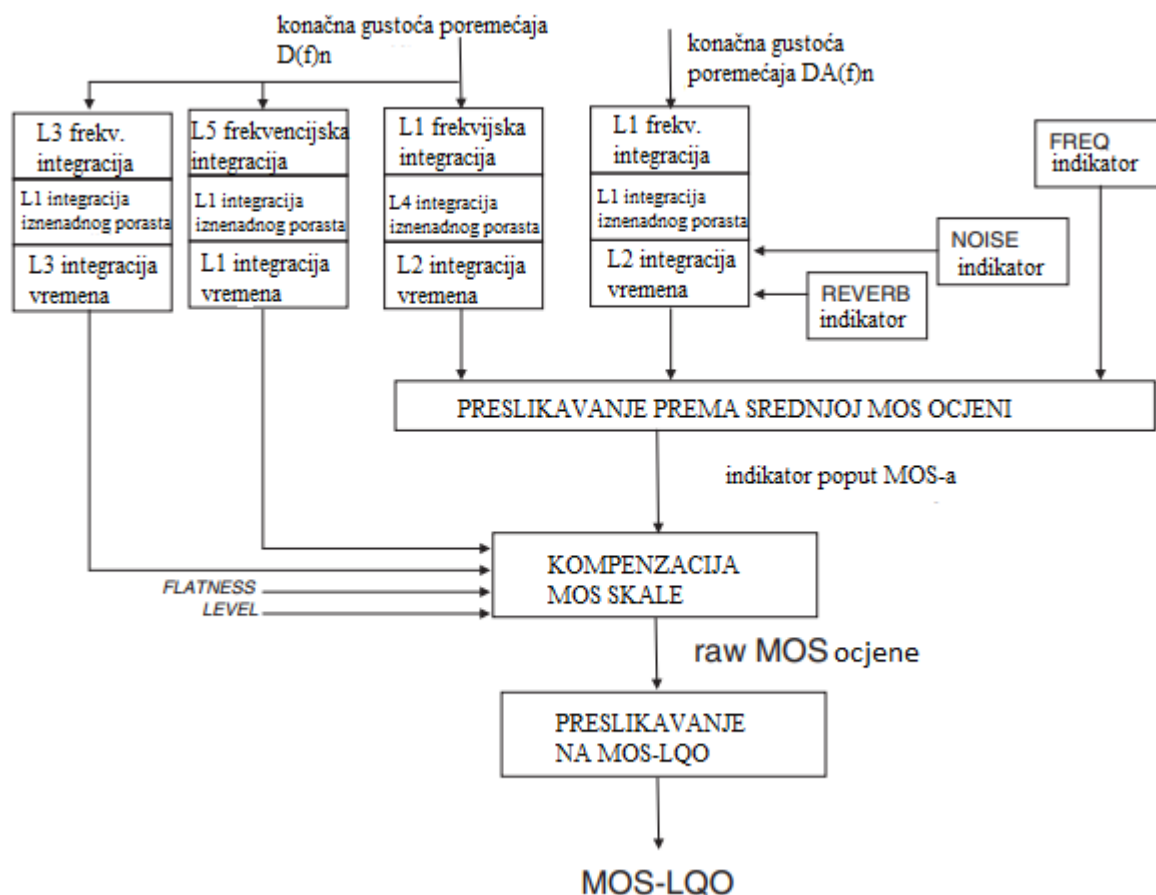 konačna gustoća poremećaja
D(f)n
konačna gustoća
poremećaja DA(f)n
L3 frekv.
integracija
L1 integracija
iznenadnog porasta
L3 integracija
vremena
L5 frekvencijska
integracija
L1 integracija
iznenadnog porasta
L1 integracija
vremena
L1 frekvijska
integracija
L4 integracija
iznenadnog porasta
L2 integracija
vremena
L1 frekv.
integracija
L1 integracija
iznenadnog porasta
L2 integracija
vremena
FREQ
indikator
NOISE
indikator
REVERB
indikator
PRESLIKAVANJE PREMA SREDNJOJ MOS OCJENI
indikator poput MOS-a
KOMPENZACIJA
MOS SKALE
FLATNESS
LEVEL
raw MOS ocjene
PRESLIKAVANJE
NA MOS-LQO
MOS-LQO